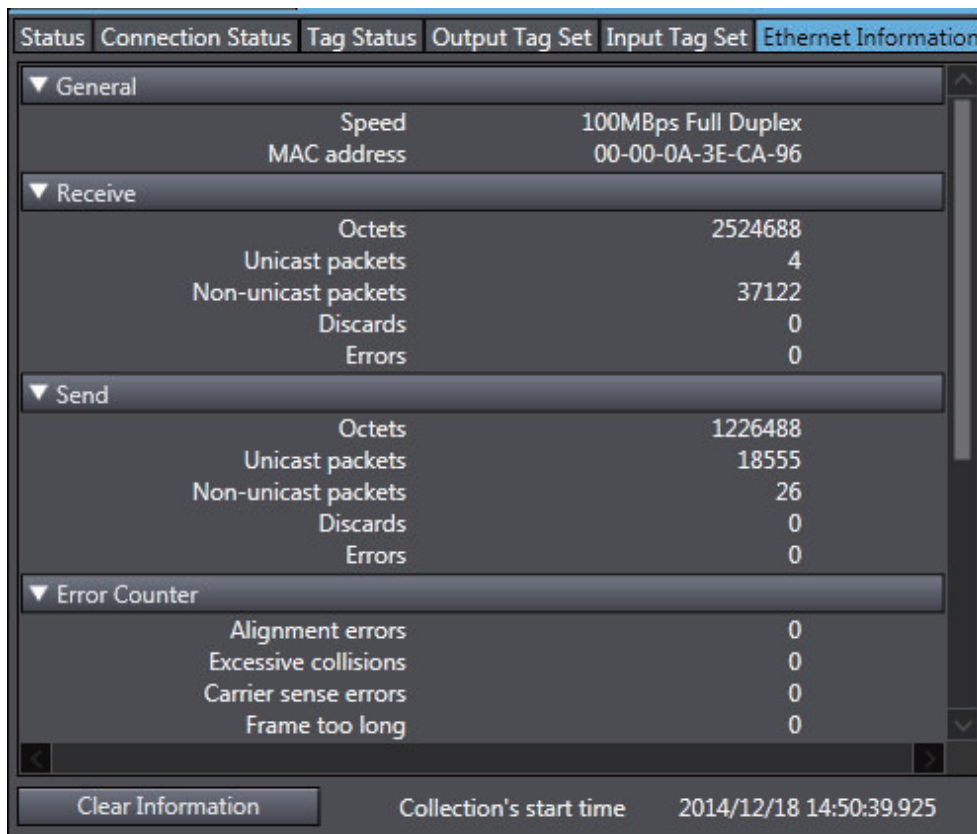 Status Connection Status Tag Status Output Tag Set Input Tag Set Ethernet Information
General
Speed 100MBps Full Duplex
MAC address 00-00-0A-3E-CA-96
Receive
Octets 2524688
Unicast packets 4
Non-unicast packets 37122
Discards 0
Errors 0
Send
Octets 1226488
Unicast packets 18555
Non-unicast packets 26
Discards 0
Errors 0
Error Counter
Alignment errors 0
Excessive collisions 0
Carrier sense errors 0
Frame too long 0
Clear Information Collection's start time 2014/12/18 14:50:39.925